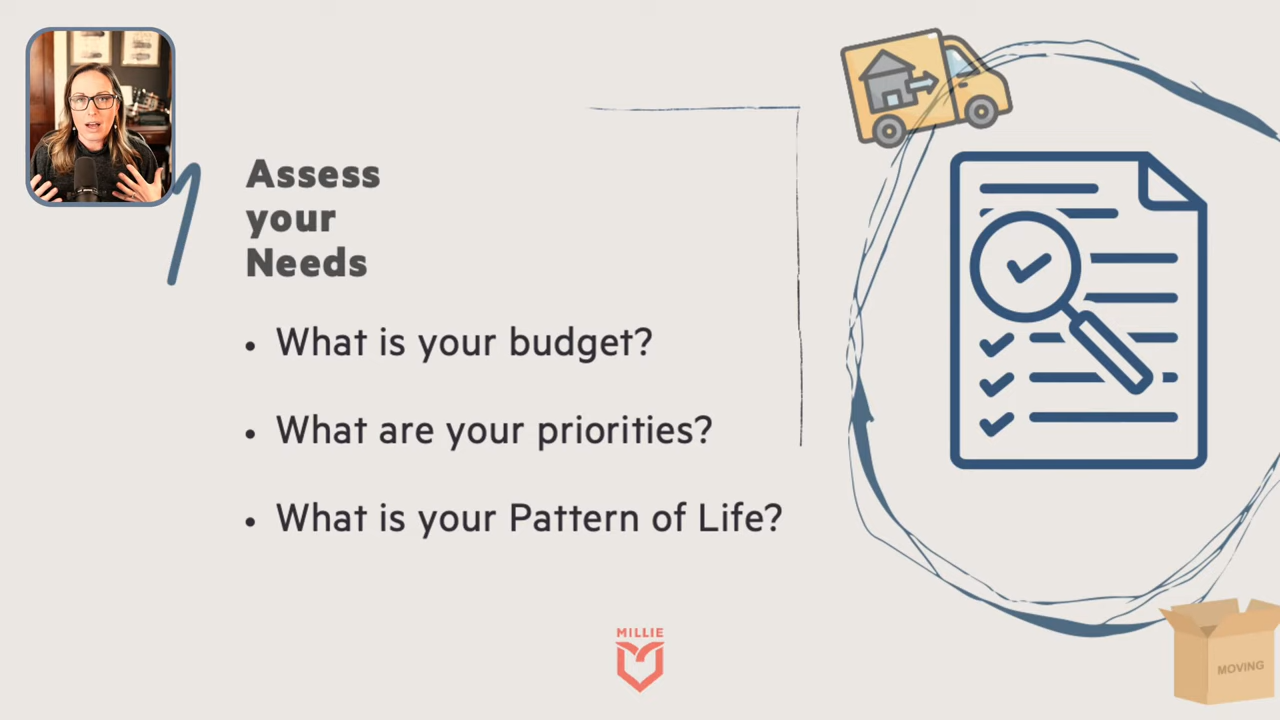 1
Assess
your
Needs
• What is your budget?
• What are your priorities?
• What is your Pattern of Life?
MILLIE
MOVING